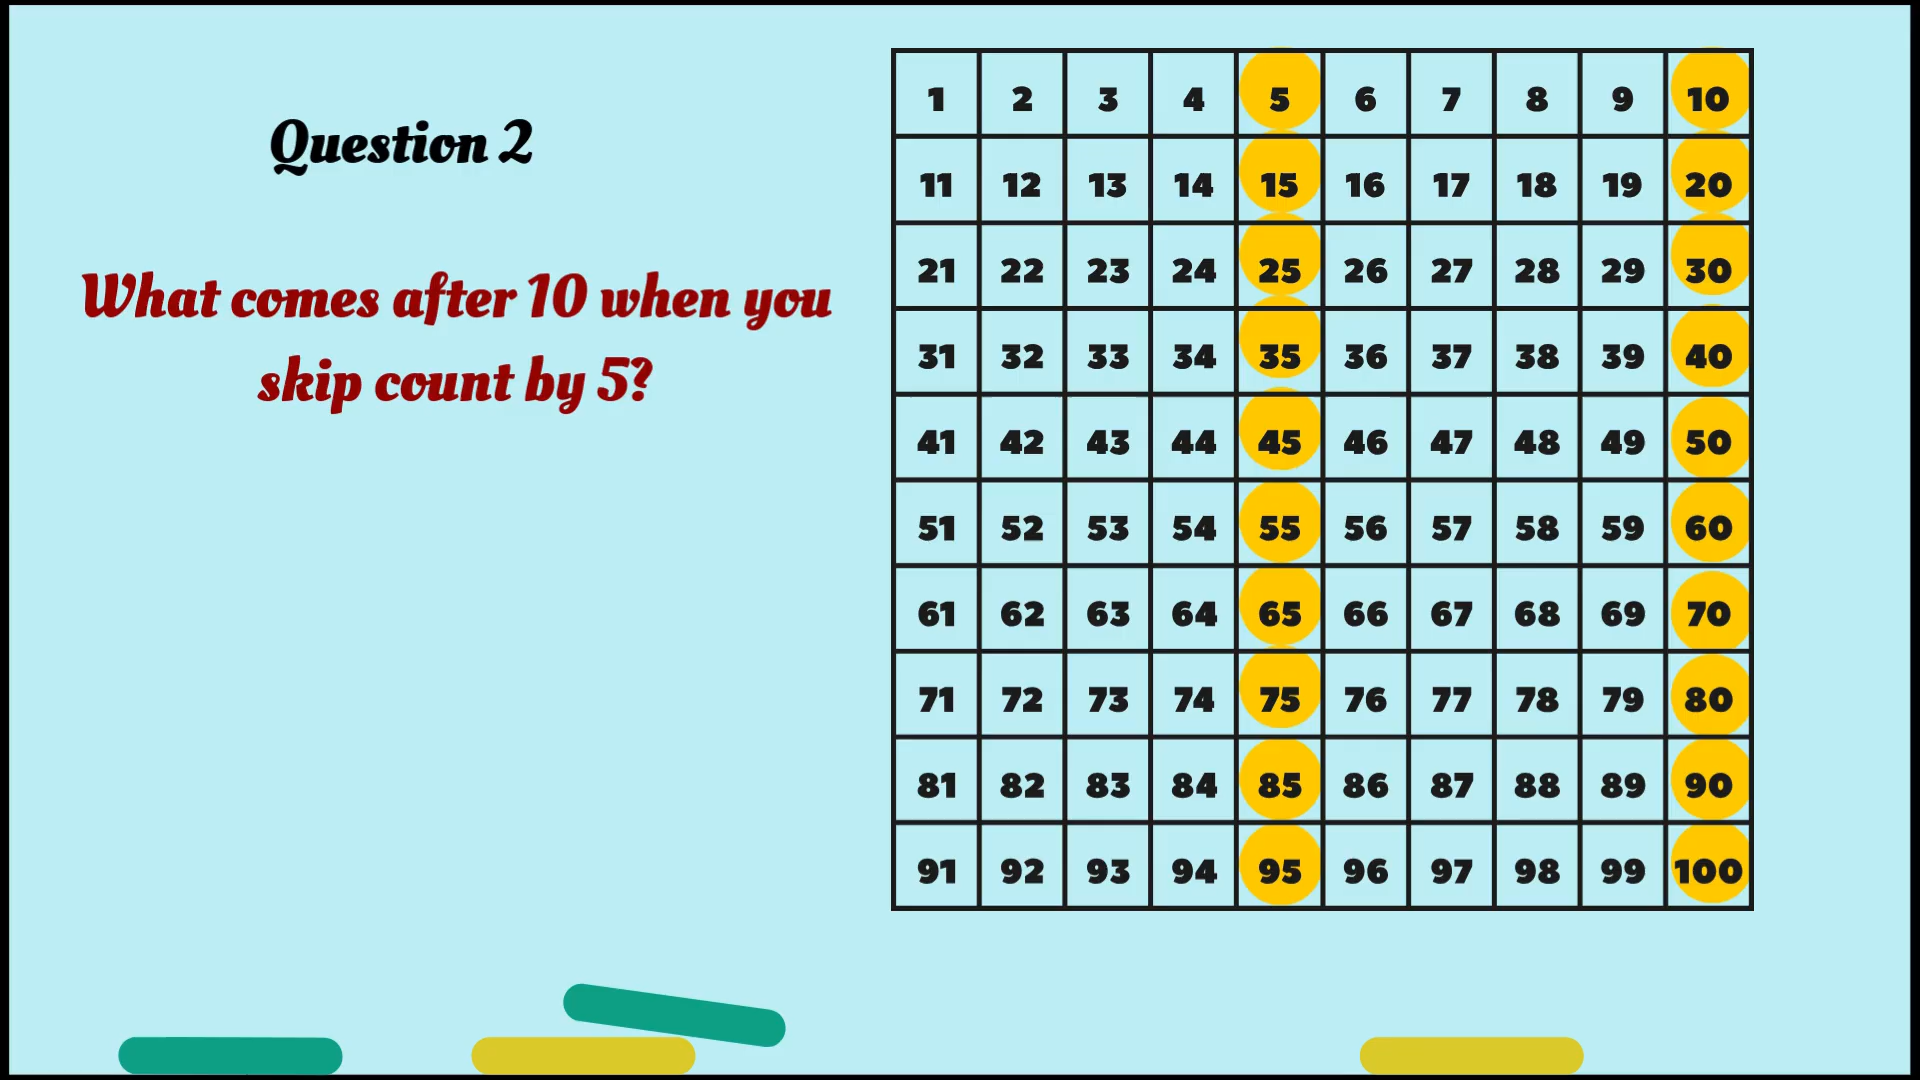 Question 2
What comes after 10 when you
skip count by 5?
1 2 3 4 5 6 7 8 9 10
11 12 13 14 15 16 17 18 19 20
21 22 23 24 25 26 27 28 29 30
31 32 33 34 35 36 37 38 39 40
41 42 43 44 45 46 47 48 49 50
51 52 53 54 55 56 57 58 59 60
61 62 63 64 65 66 67 68 69 70
71 72 73 74 75 76 77 78 79 80
81 82 83 84 85 86 87 88 89 90
91 92 93 94 95 96 97 98 99 100